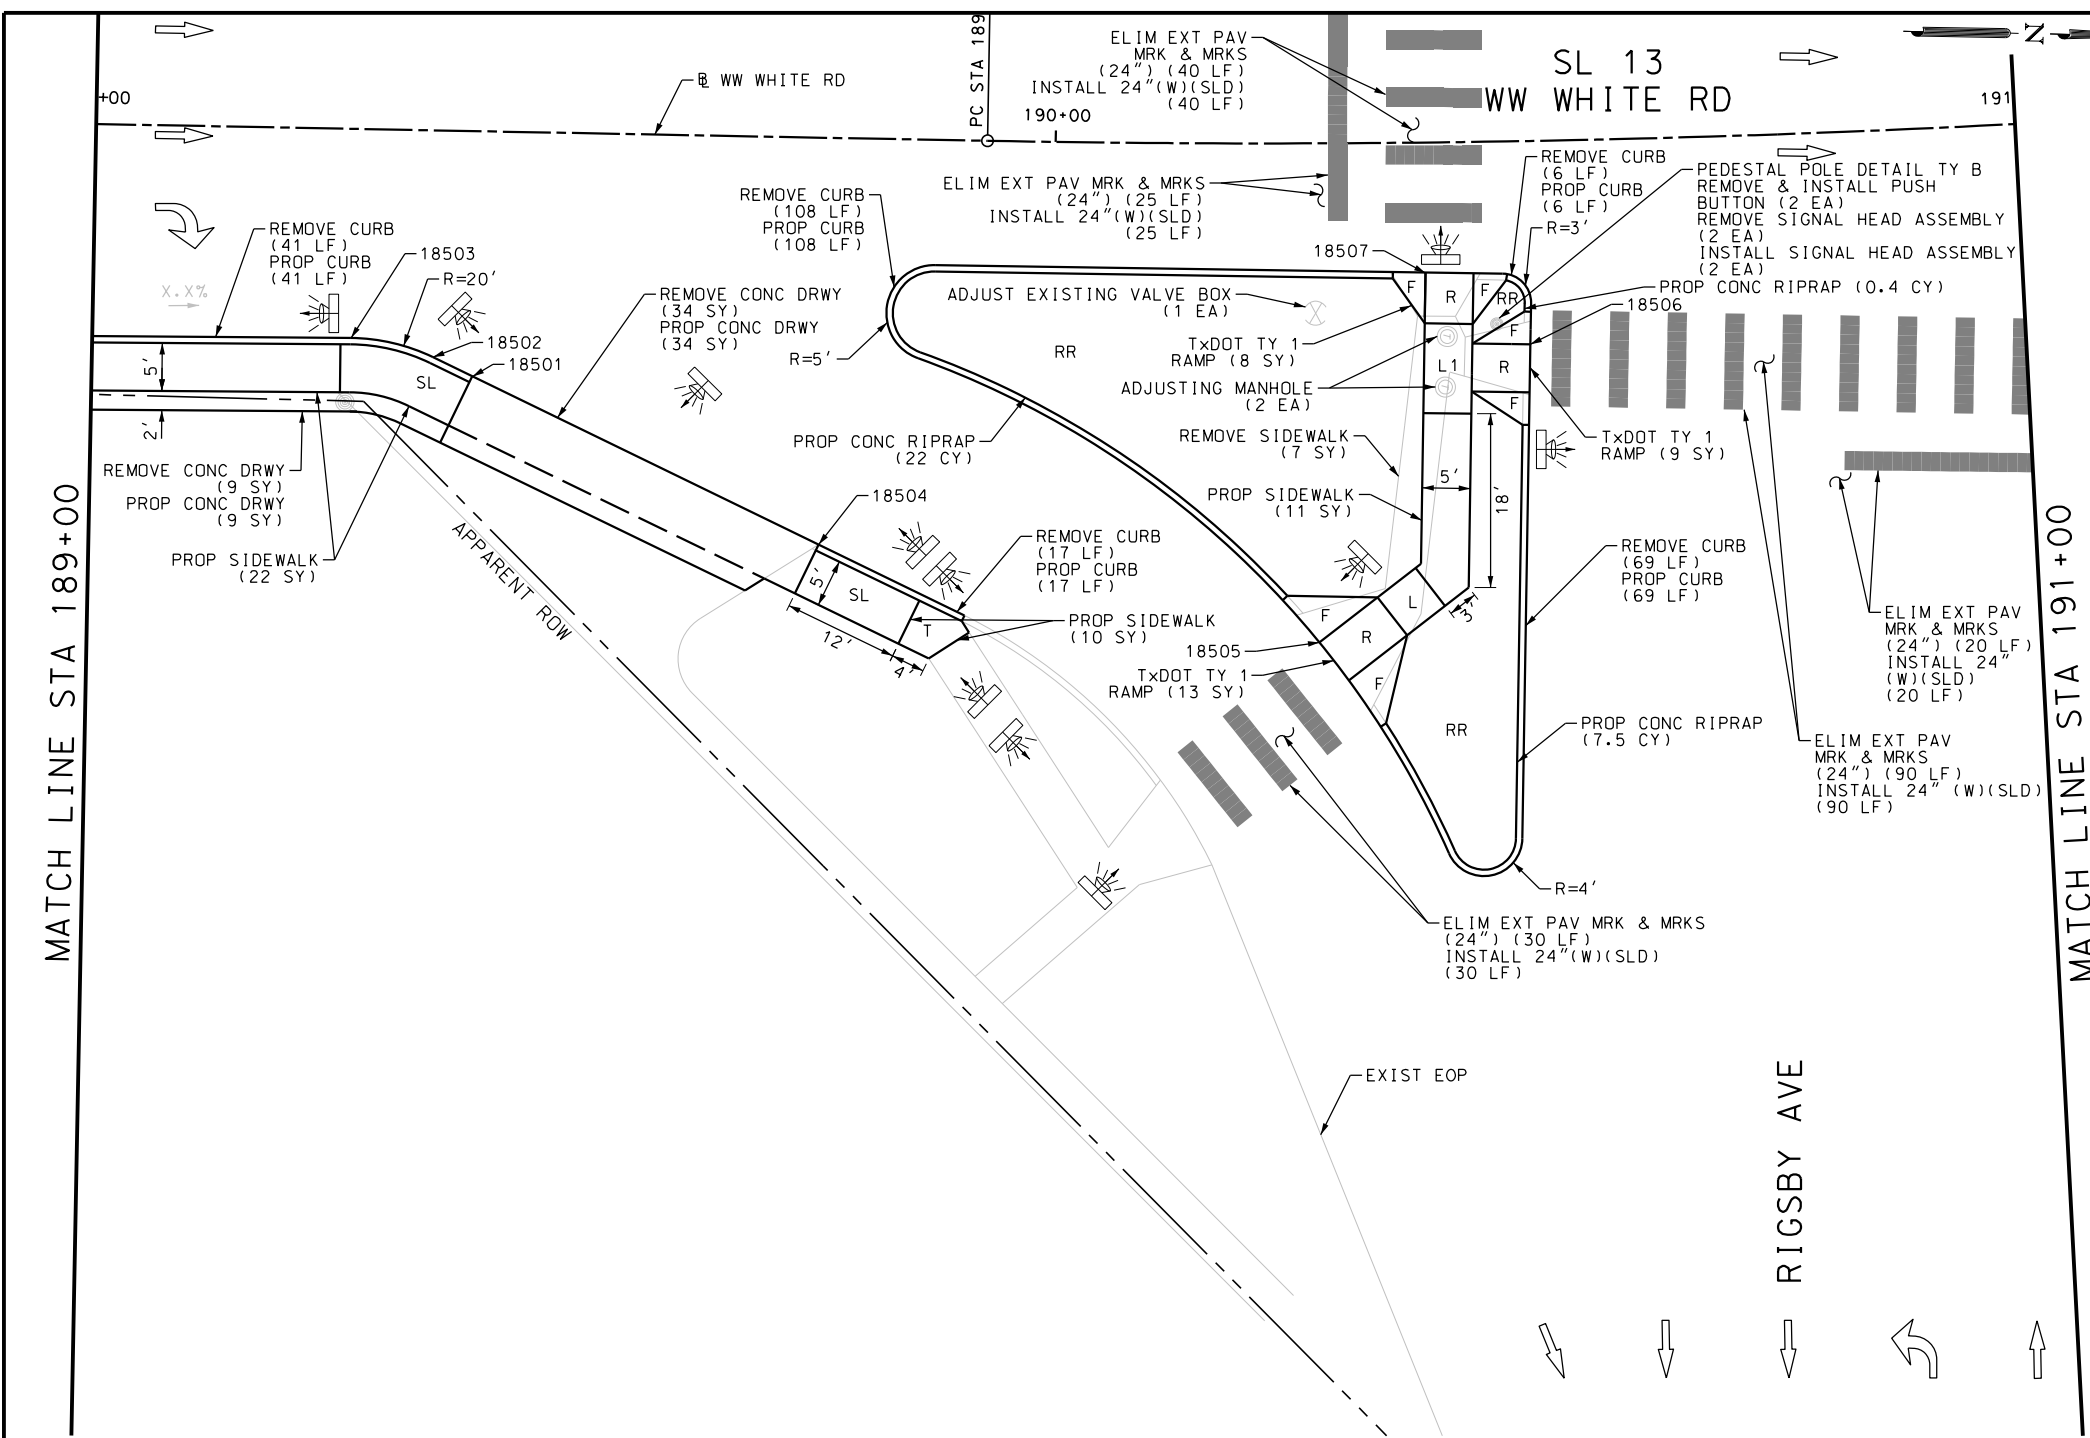 ELIM EXT PAV
MRK & MRKS
(24") (40 LF)
INSTALL 24"(W)(SLD)
(40 LF)
SL 13
WW WHITE RD
N
PC STA 189
℄ WW WHITE RD
+00
190+00
191
REMOVE CURB
(6 LF)
PROP CURB
(6 LF)
R=3'
PEDESTAL POLE DETAIL TY B
REMOVE & INSTALL PUSH
BUTTON (2 EA)
REMOVE SIGNAL HEAD ASSEMBLY
(2 EA)
INSTALL SIGNAL HEAD ASSEMBLY
(2 EA)
PROP CONC RIPRAP (0.4 CY)
18506
ELIM EXT PAV MRK & MRKS
(24") (25 LF)
INSTALL 24"(W)(SLD)
(25 LF)
REMOVE CURB
(108 LF)
PROP CURB
(108 LF)
REMOVE CURB
(41 LF)
PROP CURB
(41 LF)
18503
R=20'
X.X%
18507
F
R
F
RR
F
R
F
L1
ADJUST EXISTING VALVE BOX
(1 EA)
REMOVE CONC DRWY
(34 SY)
PROP CONC DRWY
(34 SY)
R=5'
RR
TxDOT TY 1
RAMP (8 SY)
ADJUSTING MANHOLE
(2 EA)
18502
18501
SL
5'
2'
PROP CONC RIPRAP
(22 CY)
REMOVE SIDEWALK
(7 SY)
TxDOT TY 1
RAMP (9 SY)
REMOVE CONC DRWY
(9 SY)
PROP CONC DRWY
(9 SY)
PROP SIDEWALK
(22 SY)
APPARENT ROW
18504
5'
SL
T
12'
4'
REMOVE CURB
(17 LF)
PROP CURB
(17 LF)
PROP SIDEWALK
(10 SY)
PROP SIDEWALK
(11 SY)
5'
18'
3'
F
R
F
L
RR
18505
TxDOT TY 1
RAMP (13 SY)
REMOVE CURB
(69 LF)
PROP CURB
(69 LF)
ELIM EXT PAV
MRK & MRKS
(24") (20 LF)
INSTALL 24"
(W)(SLD)
(20 LF)
PROP CONC RIPRAP
(7.5 CY)
ELIM EXT PAV
MRK & MRKS
(24") (90 LF)
INSTALL 24" (W)(SLD)
(90 LF)
R=4'
ELIM EXT PAV MRK & MRKS
(24") (30 LF)
INSTALL 24"(W)(SLD)
(30 LF)
EXIST EOP
RIGSBY AVE
MATCH LINE STA 189+00
MATCH LINE STA 191+00